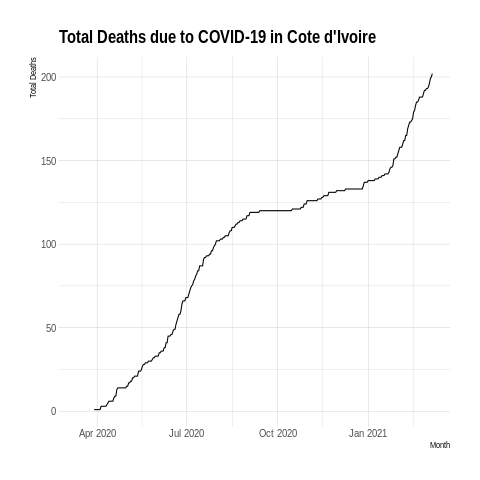 Total Deaths due to COVID-19 in Cote d'Ivoire
Total Deaths
200
150
100
50
0
Apr 2020 Jul 2020 Oct 2020 Jan 2021
Month